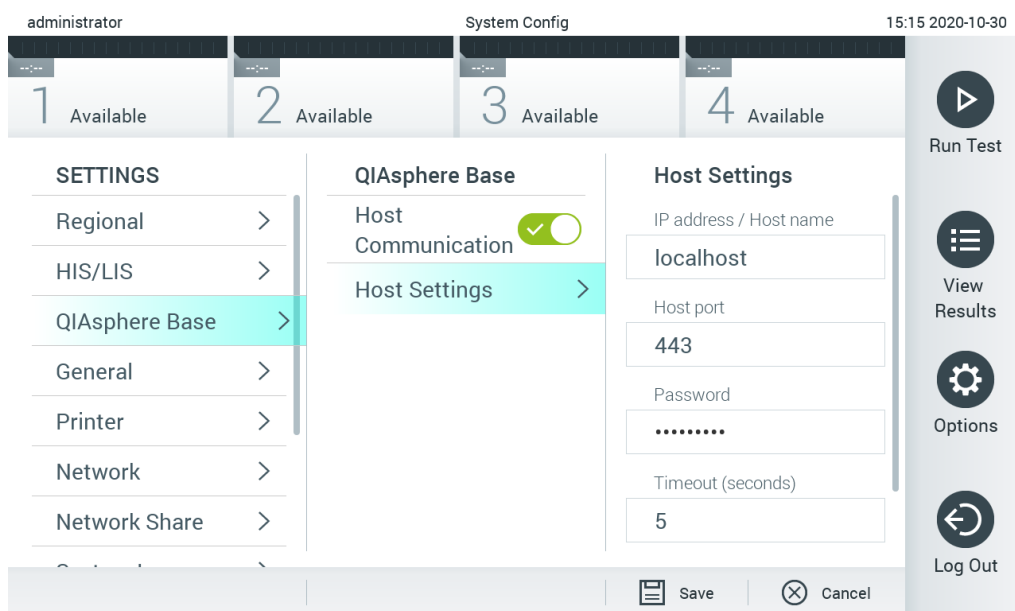 administrator
System Config
15:15 2020-10-30
--:--
--:--
--:--
--:--
1 Available
2 Available
3 Available
4 Available
Run Test
SETTINGS
Regional
HIS/LIS
QIAsphere Base
General
Printer
Network
Network Share
QIAsphere Base
Host
Communication
Host Settings
Host Settings
IP address / Host name
localhost
Host port
443
Password
•••••••••
Timeout (seconds)
5
View
Results
Options
Log Out
Save
Cancel